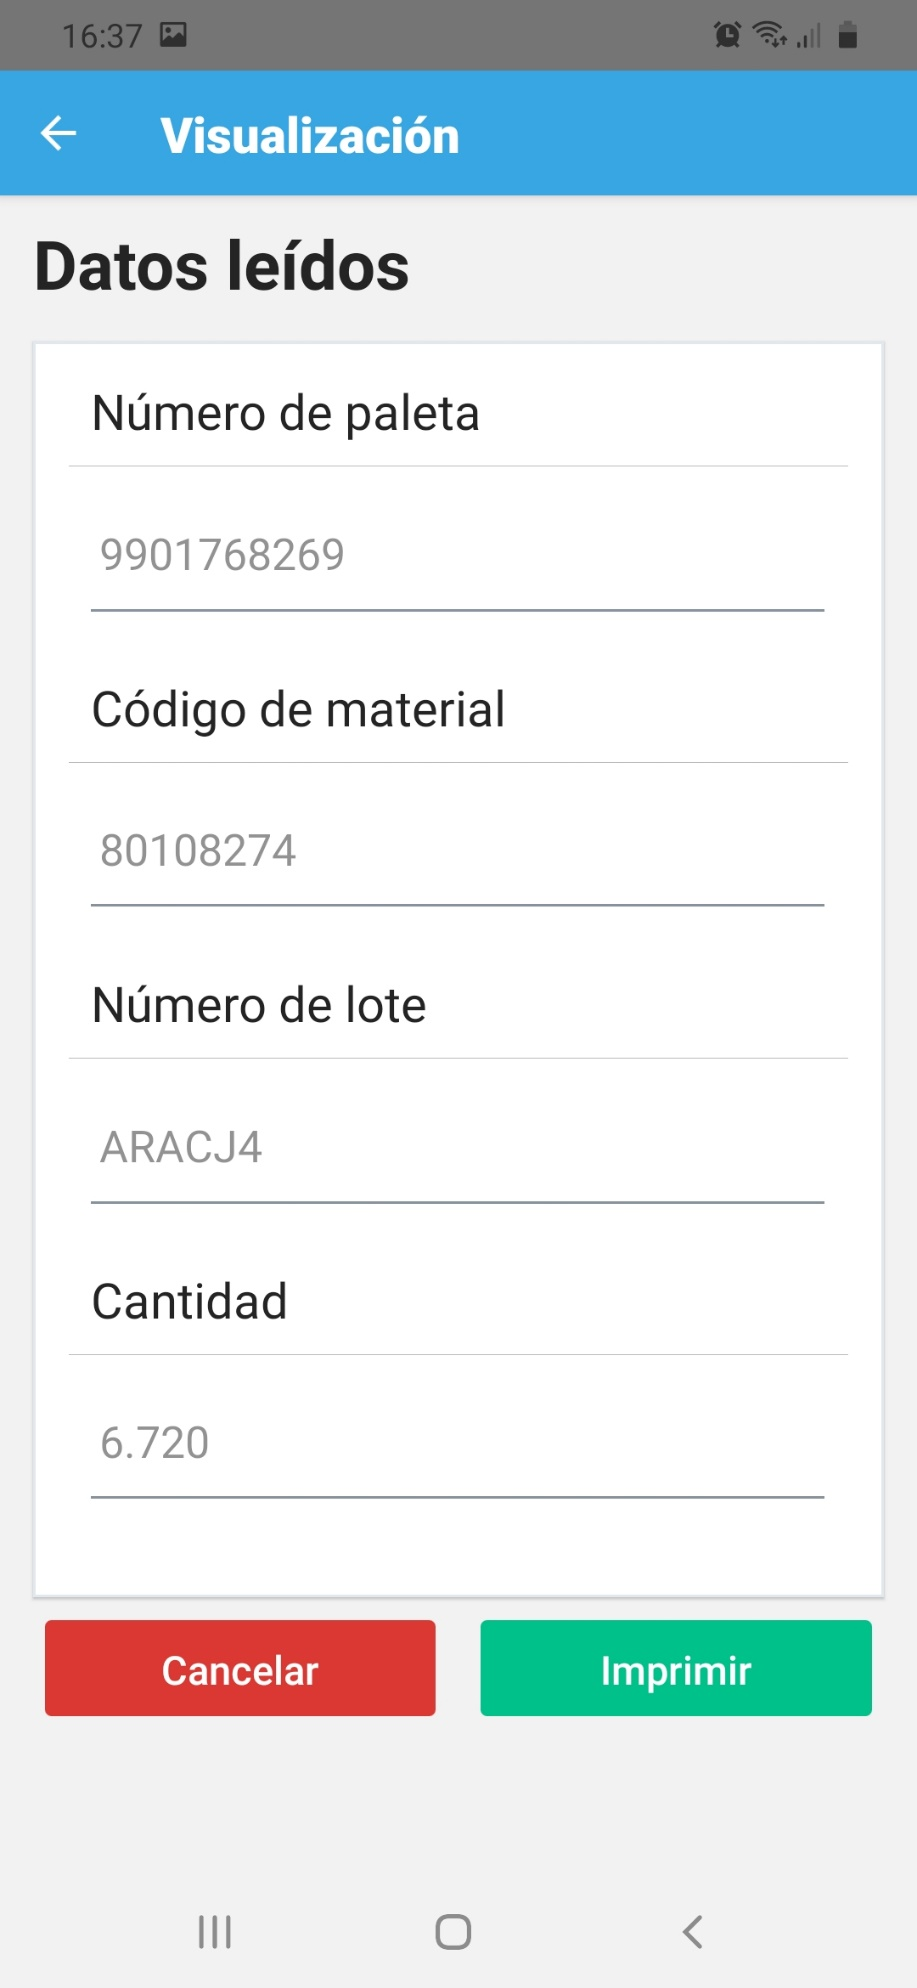 16:37
Visualización
Datos leídos
Número de paleta
9901768269
Código de material
80108274
Número de lote
ARACJ4
Cantidad
6.720
Cancelar
Imprimir